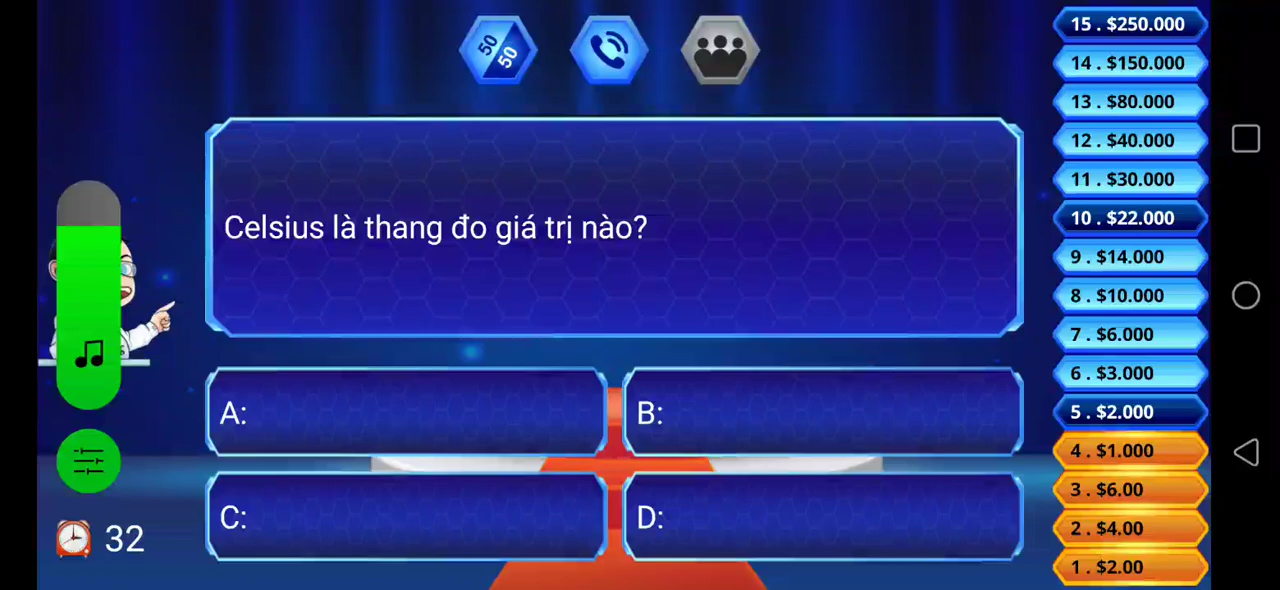 50
50
15 . $250.000
14 . $150.000
13 . $80.000
12 . $40.000
11 . $30.000
10 . $22.000
9 . $14.000
8 . $10.000
7 . $6.000
6 . $3.000
5 . $2.000
4 . $1.000
3 . $6.00
2 . $4.00
1 . $2.00
Celsius là thang đo giá trị nào?
A:
B:
C:
D:
32